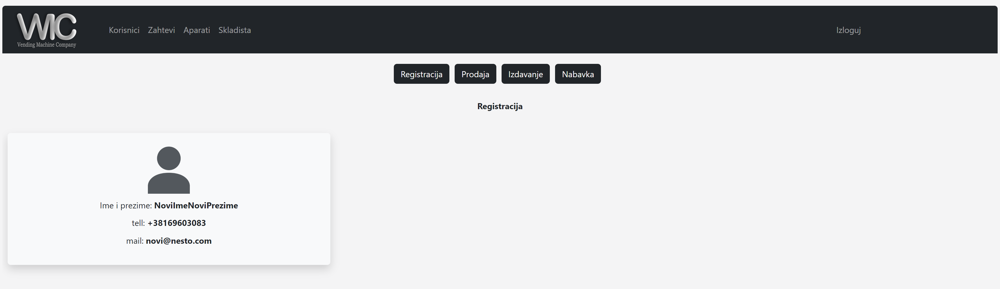 WIC
Vending Machine Company
Korisnici Zahtevi Aparati Skladista Izloguj
Registracija Prodaja Izdavanje Nabavka
Registracija
Ime i prezime: NoviImeNoviPrezime
tell: +38169603083
mail: novi@nesto.com